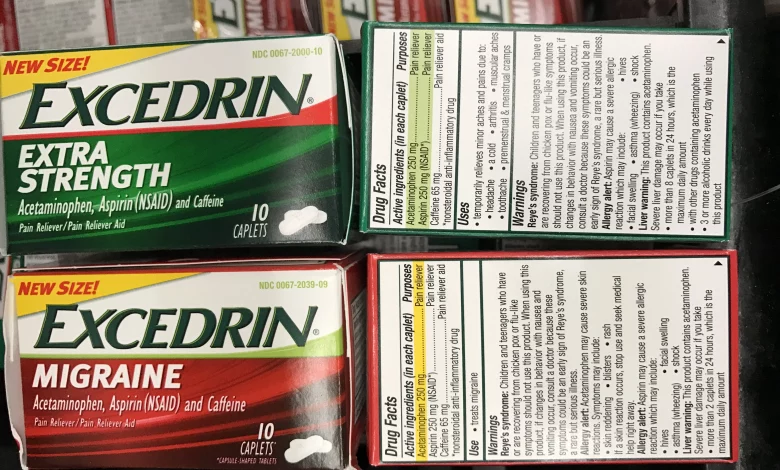 NEW SIZE!
NDC 0067-2000-10
EXCEDRIN®
EXTRA
STRENGTH
Acetaminophen, Aspirin (NSAID) and Caffeine
Pain Reliever/Pain Reliever Aid
10
CAPLETS
Drug Facts
Active ingredients (in each caplet) Purposes
Acetaminophen 250 mg....................Pain reliever
Aspirin 250 mg (NSAID*)....................Pain reliever
Caffeine 65 mg....................Pain reliever aid
*nonsteroidal anti-inflammatory drug
Uses
• temporarily relieves minor aches and pains due to:
• headache • a cold • arthritis • muscular aches
• toothache • premenstrual & menstrual cramps
Warnings
Reye's syndrome: Children and teenagers who have or
are recovering from chicken pox or flu-like symptoms
should not use this product. When using this product, if
changes in behavior with nausea and vomiting occur,
consult a doctor because these symptoms could be an
early sign of Reye's syndrome, a rare but serious illness.
Allergy alert: Aspirin may cause a severe allergic
reaction which may include: • hives
• facial swelling • asthma (wheezing) • shock
Liver warning: This product contains acetaminophen.
Severe liver damage may occur if you take
• more than 8 caplets in 24 hours, which is the
maximum daily amount
• with other drugs containing acetaminophen
• 3 or more alcoholic drinks every day while using
this product
NEW SIZE!
NDC 0067-2039-09
EXCEDRIN®
MIGRAINE
Acetaminophen, Aspirin (NSAID) and Caffeine
Pain Reliever/Pain Reliever Aid
10
CAPLETS*
*CAPSULE-SHAPED TABLETS
Drug Facts
Active ingredients (in each caplet) Purposes
Acetaminophen 250 mg....................Pain reliever
Aspirin 250 mg (NSAID*)....................Pain reliever
Caffeine 65 mg....................Pain reliever aid
*nonsteroidal anti-inflammatory drug
Use • treats migraine
Warnings
Reye's syndrome: Children and teenagers who have
or are recovering from chicken pox or flu-like
symptoms should not use this product. When using this
product, if changes in behavior with nausea and
vomiting occur, consult a doctor because these
symptoms could be an early sign of Reye's syndrome,
a rare but serious illness.
Allergy alert: Acetaminophen may cause severe skin
reactions. Symptoms may include:
• skin reddening • blisters • rash
If a skin reaction occurs, stop use and seek medical
help right away.
Allergy alert: Aspirin may cause a severe allergic
reaction which may include:
• hives • facial swelling
• asthma (wheezing) • shock
Liver warning: This product contains acetaminophen.
Severe liver damage may occur if you take
• more than 2 caplets in 24 hours, which is the
maximum daily amount